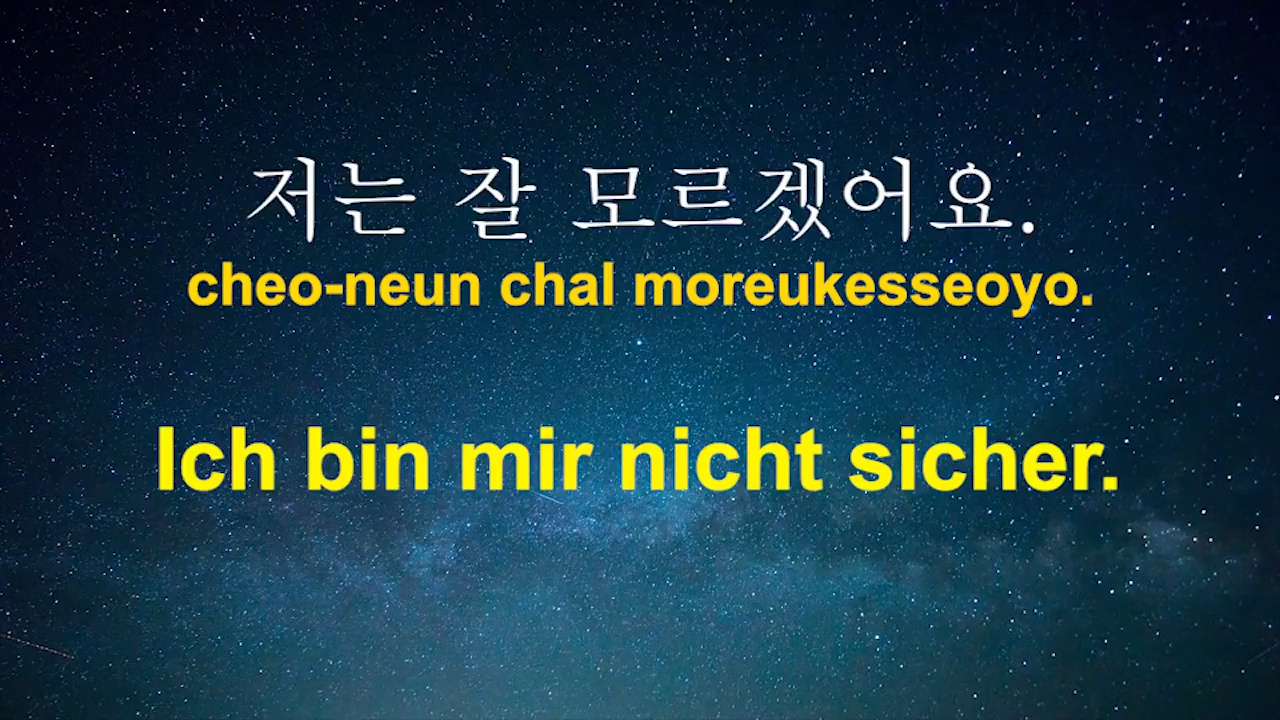 저는 잘 모르겠어요.
cheo-neun chal moreukesseoyo.
Ich bin mir nicht sicher.